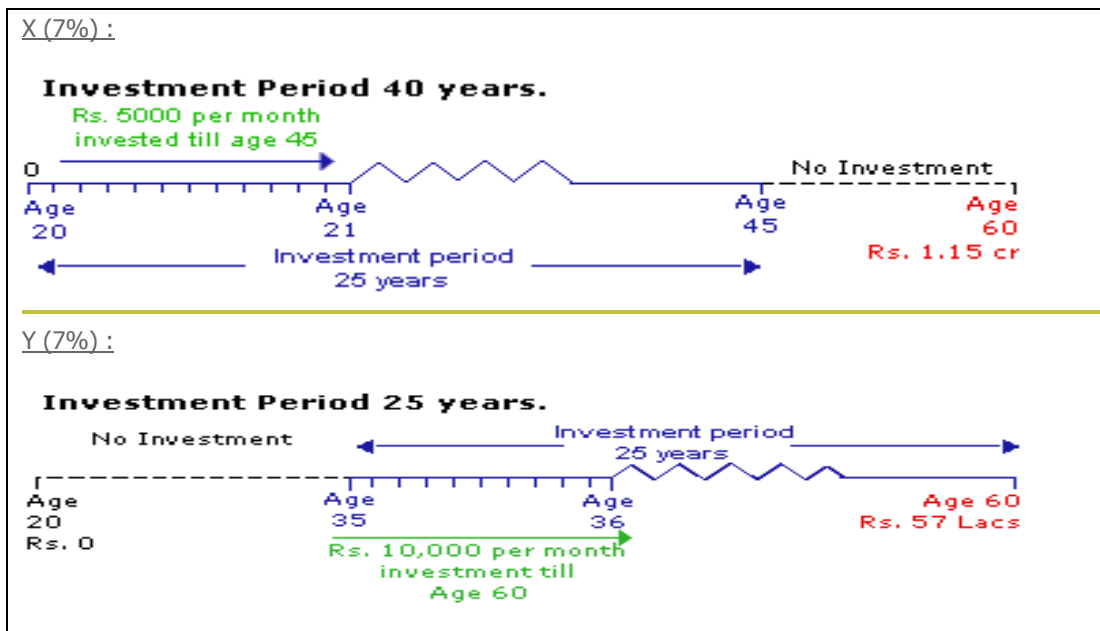 X (7%) :
Investment Period 40 years.
Rs. 5000 per month
invested till age 45
0
No Investment
Age
20
Age
21
Age
45
Age
60
Rs. 1.15 cr
Investment period
25 years
Y (7%) :
Investment Period 25 years.
No Investment
Investment period
25 years
Age
20
Rs. 0
Age
35
Age
36
Age 60
Rs. 57 Lacs
Rs. 10,000 per month
investment till
Age 60